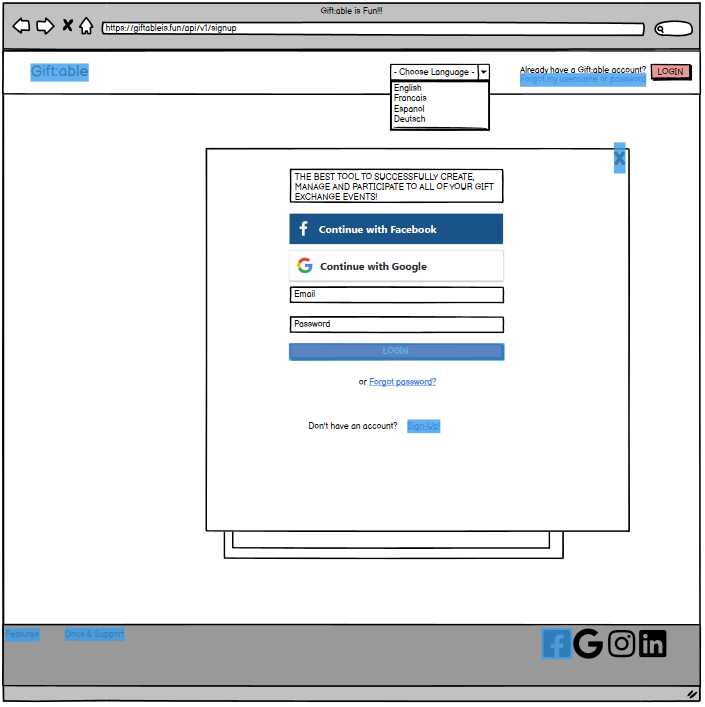 Gift:able is Fun!!!
https://giftableis.fun/api/v1/signup
Gift:able
- Choose Language -
English
Francais
Espanol
Deutsch
Already have a Gift:able account?
Forgot my username or password
LOGIN
X
THE BEST TOOL TO SUCCESSFULLY CREATE,
MANAGE AND PARTICIPATE TO ALL OF YOUR GIFT
EXCHANGE EVENTS!
Continue with Facebook
Continue with Google
Email
Password
LOGIN
or Forgot password?
Don't have an account? Sign-Up!
Features
Docs & Support